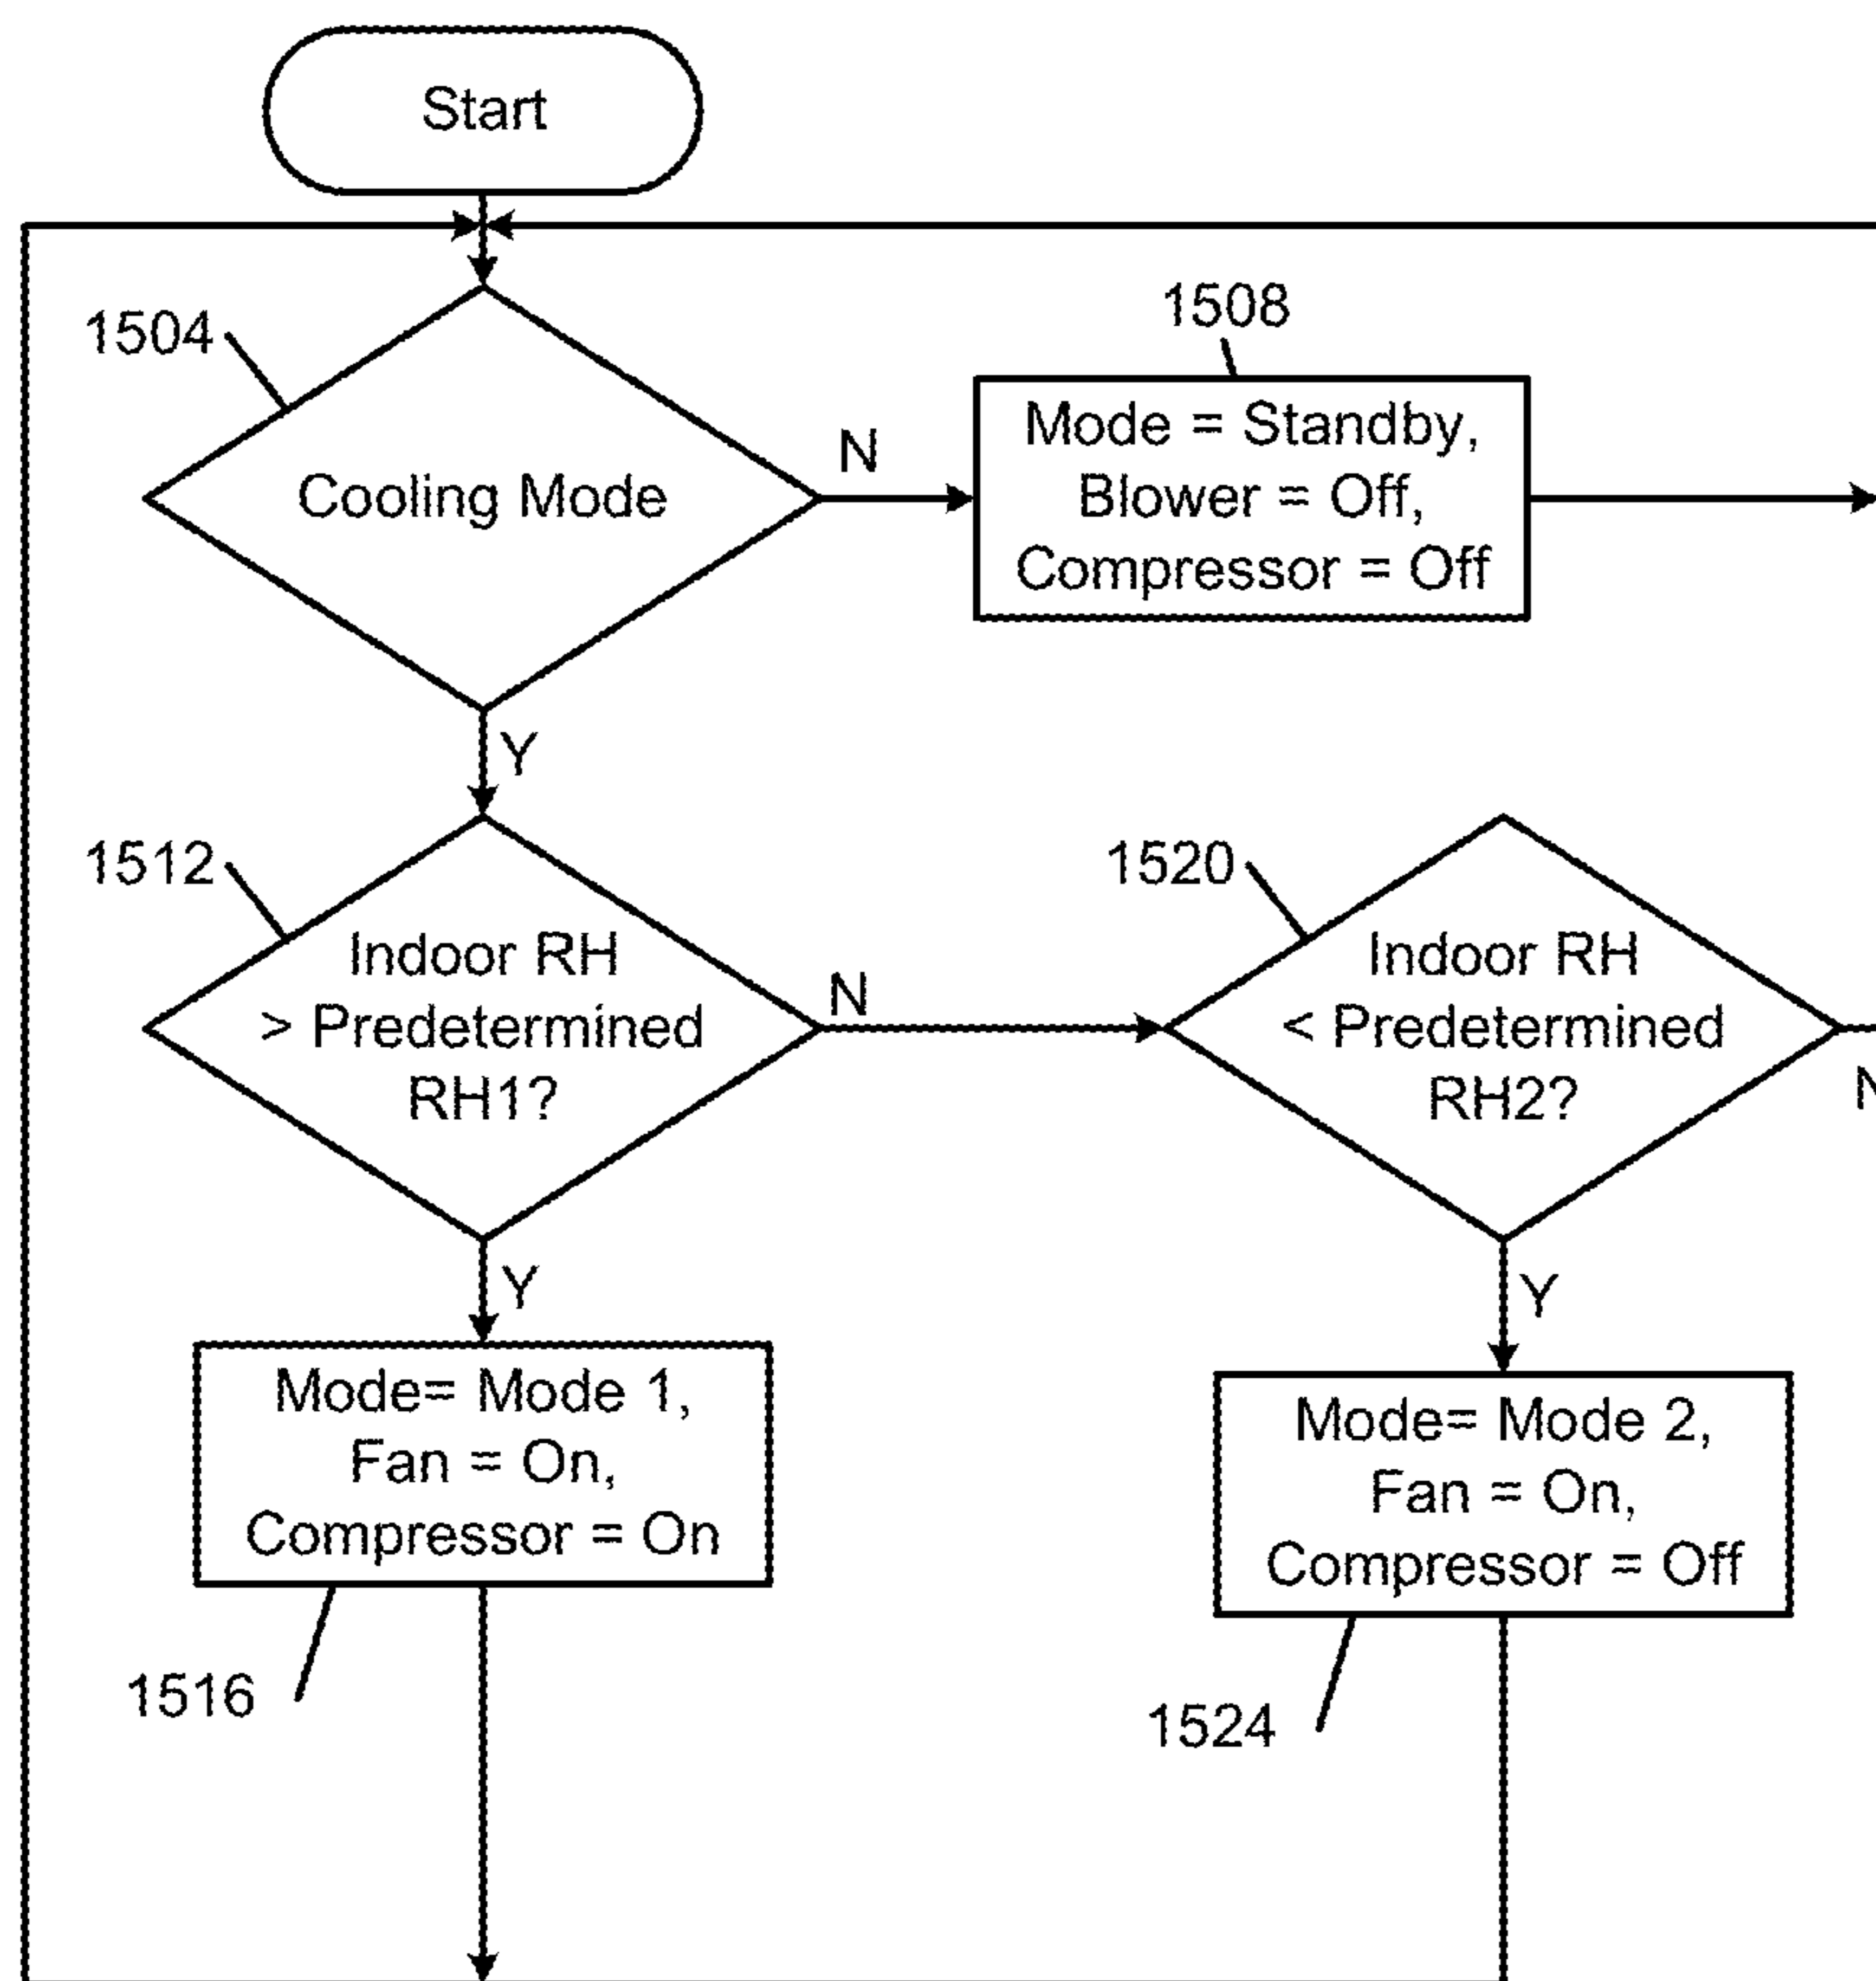 Start
1504
Cooling Mode
N
1508
Mode = Standby,
Blower = Off,
Compressor = Off
Y
1512
Indoor RH
> Predetermined
RH1?
N
1520
Indoor RH
< Predetermined
RH2?
N
Y
Mode= Mode 1,
Fan = On,
Compressor = On
1516
Y
Mode= Mode 2,
Fan = On,
Compressor = Off
1524